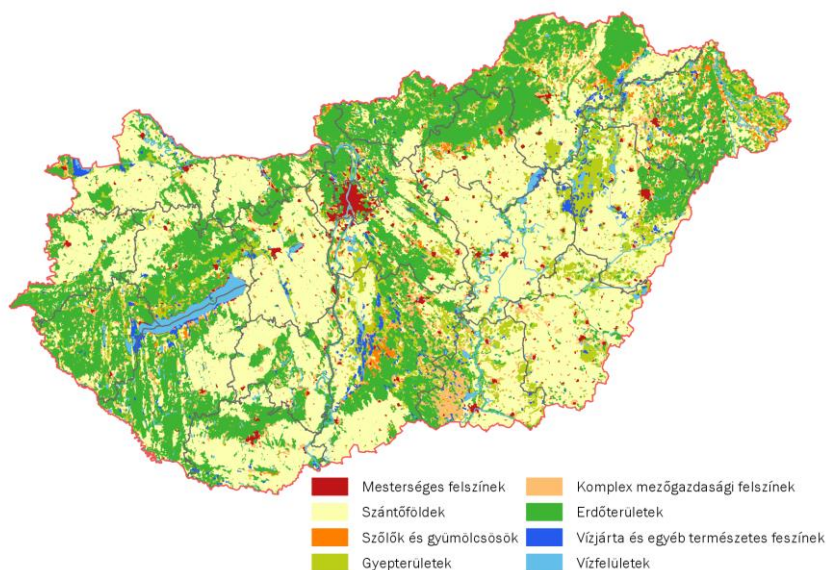 Mesterséges felszínek
Szántóföldek
Szőlők és gyümölcsösök
Gyepterületek
Komplex mezőgazdasági felszínek
Erdőterületek
Vízjárta és egyéb természetes feszínek
Vízfelületek